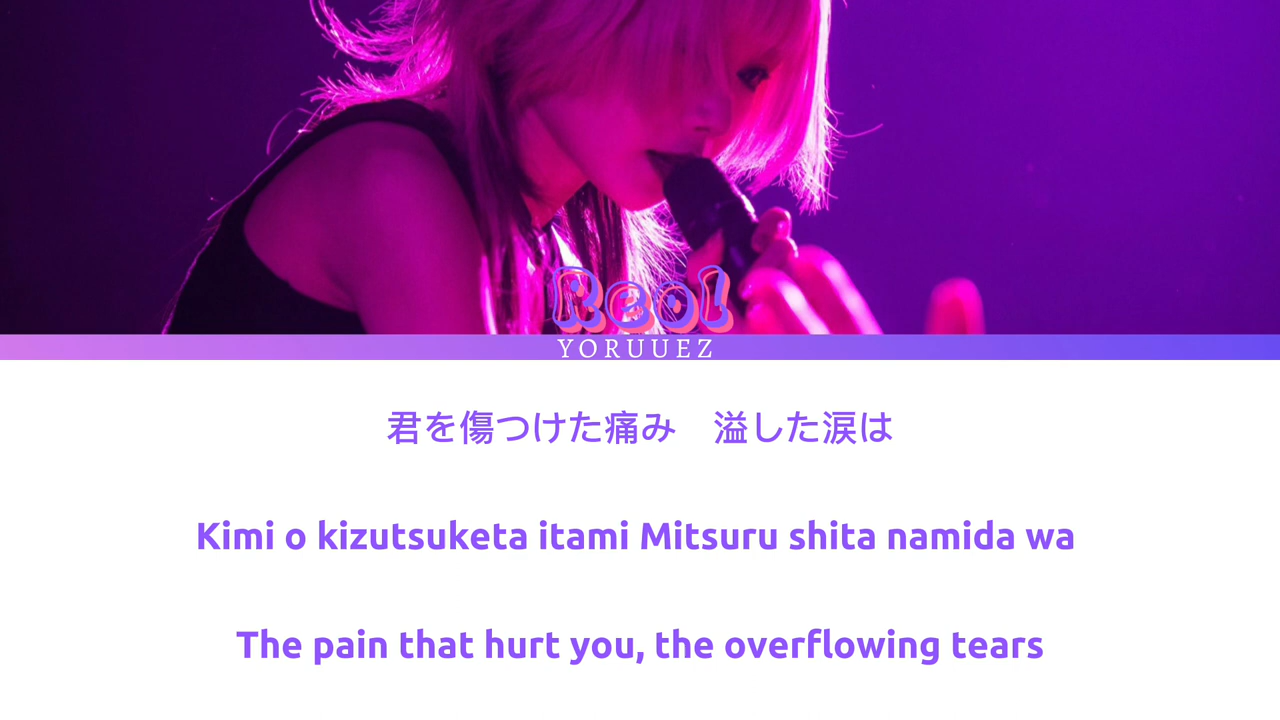 Reol
YORUUEZ
君を傷つけた痛み　溢した涙は
Kimi o kizutsuketa itami Mitsuru shita namida wa
The pain that hurt you, the overflowing tears